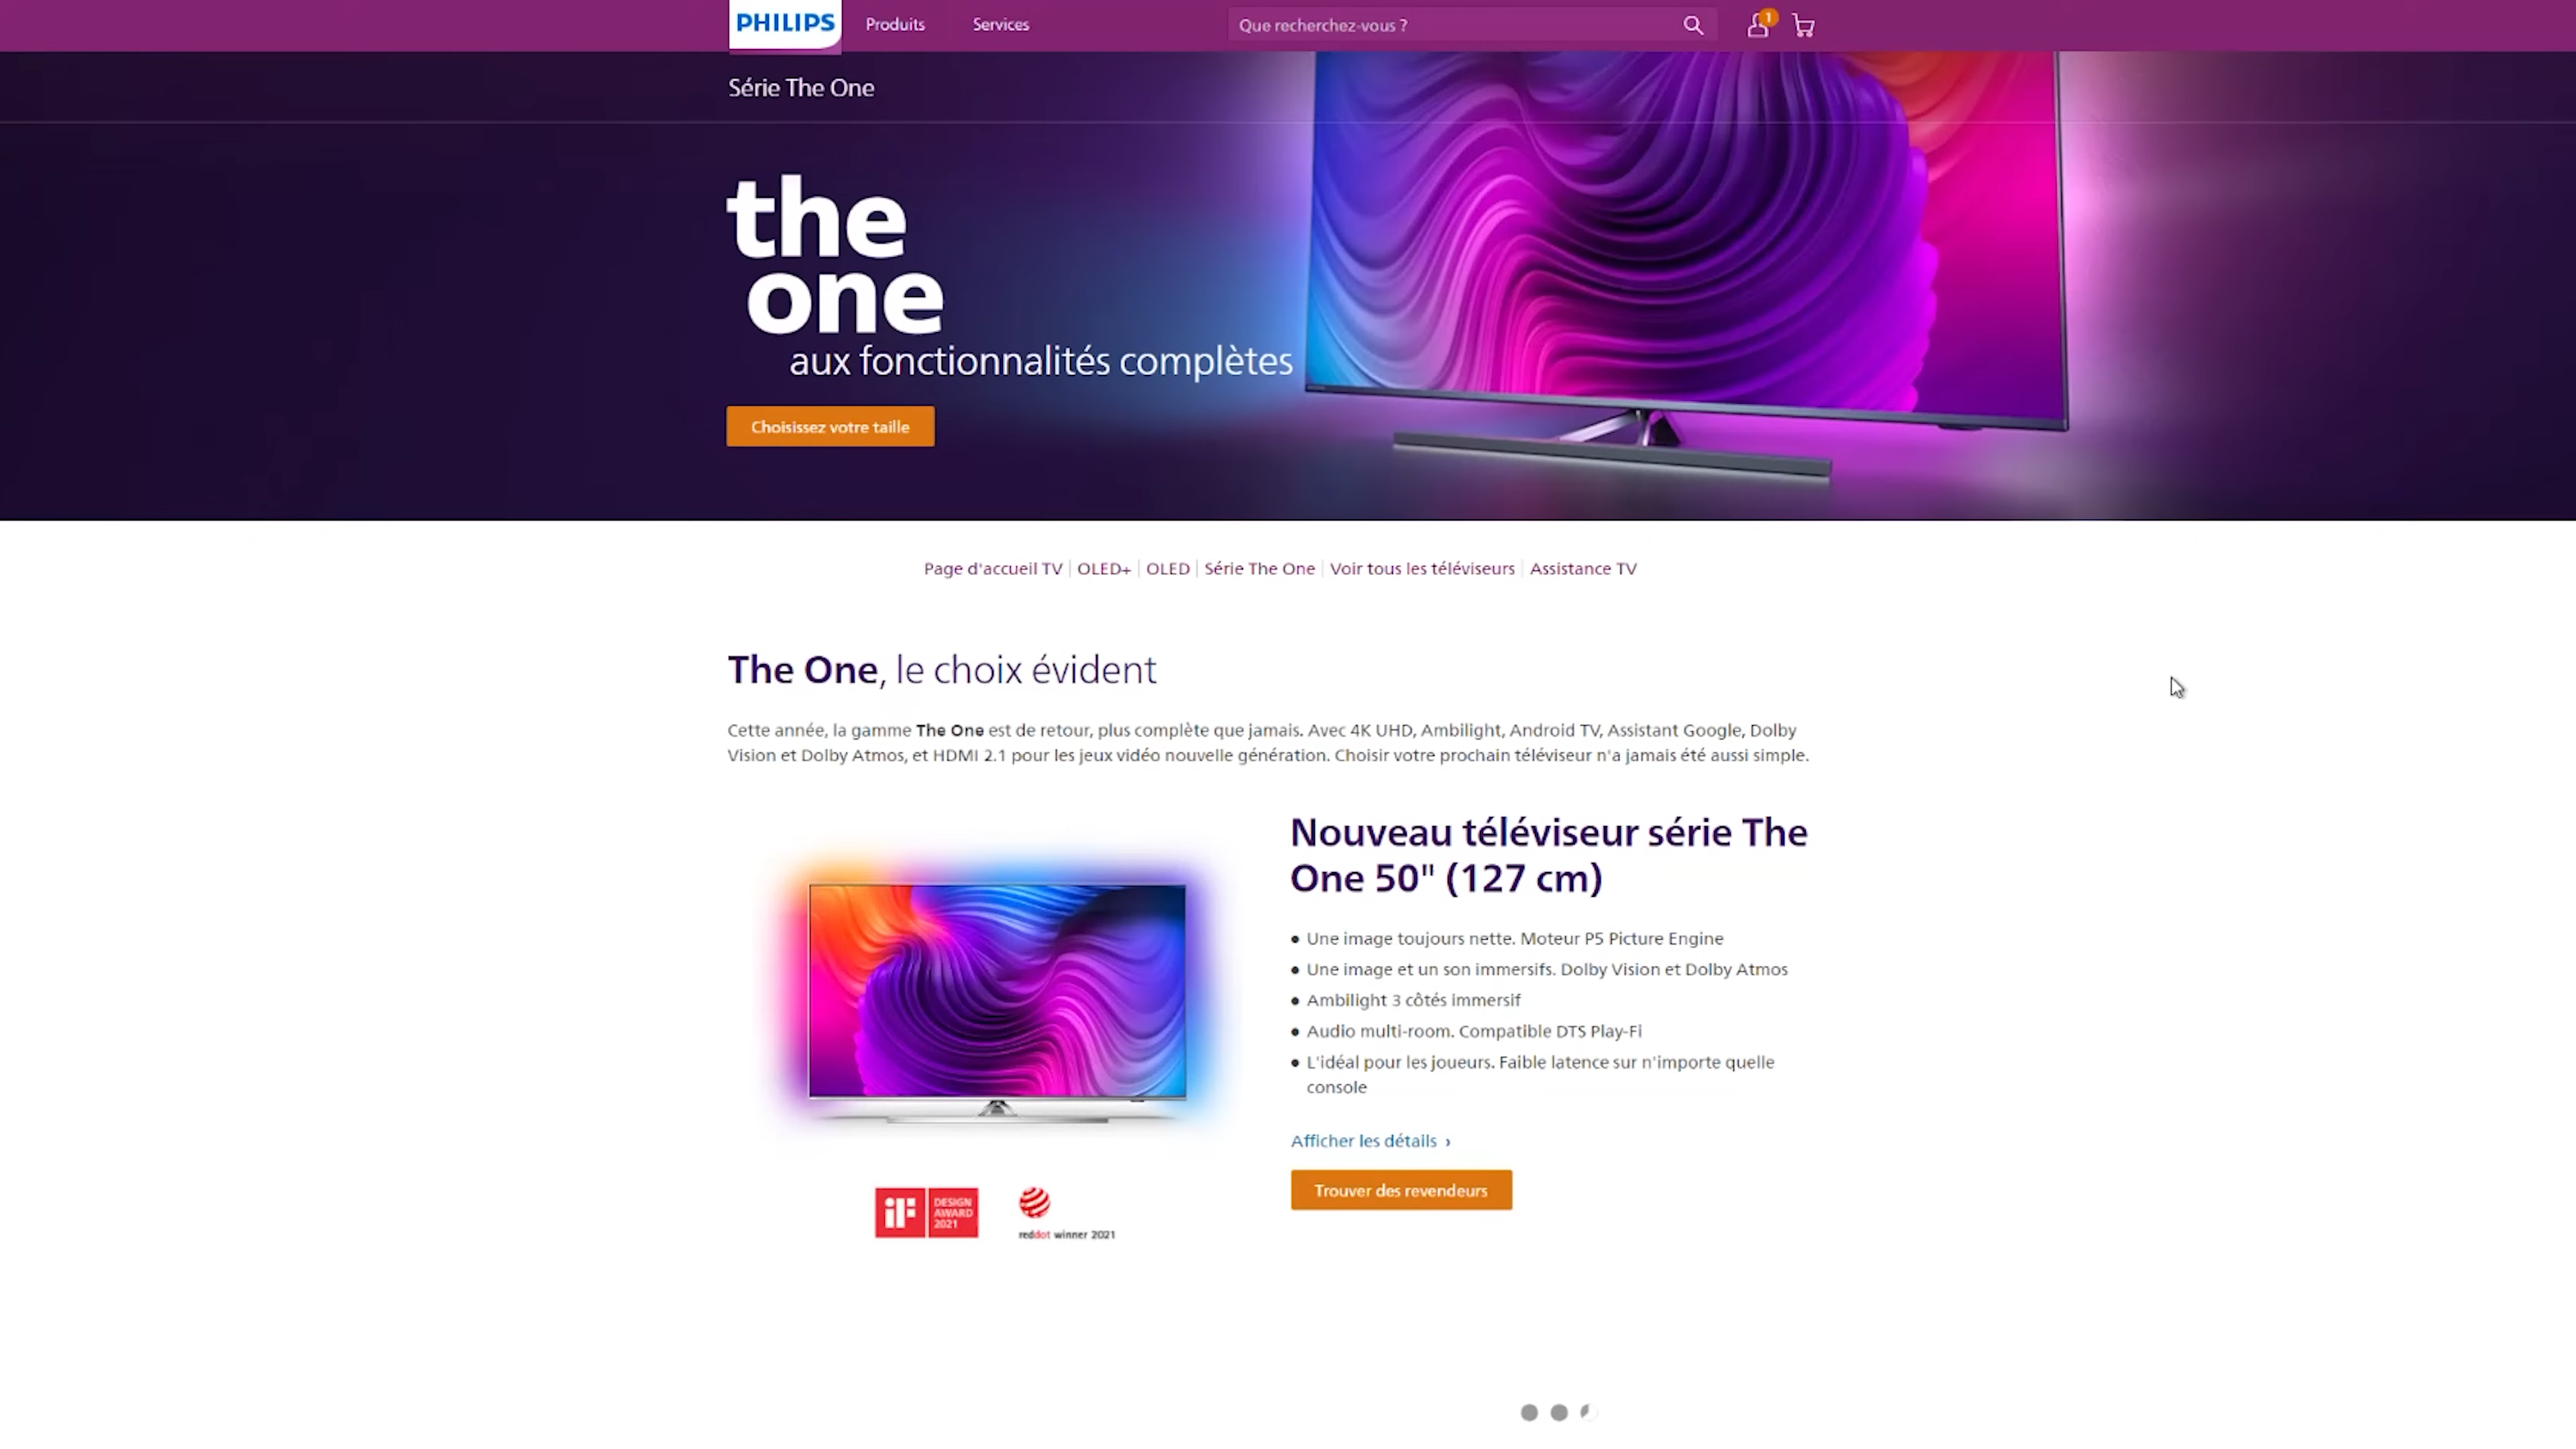 PHILIPS
Produits
Services
Que recherchez-vous ?
1
Série The One
the
one
aux fonctionnalités complètes
Choisissez votre taille
Page d'accueil TV | OLED+ | OLED | Série The One | Voir tous les téléviseurs | Assistance TV
The One, le choix évident
Cette année, la gamme The One est de retour, plus complète que jamais. Avec 4K UHD, Ambilight, Android TV, Assistant Google, Dolby
Vision et Dolby Atmos, et HDMI 2.1 pour les jeux vidéo nouvelle génération. Choisir votre prochain téléviseur n'a jamais été aussi simple.
Nouveau téléviseur série The
One 50" (127 cm)
• Une image toujours nette. Moteur P5 Picture Engine
• Une image et un son immersifs. Dolby Vision et Dolby Atmos
• Ambilight 3 côtés immersif
• Audio multi-room. Compatible DTS Play-Fi
• L'idéal pour les joueurs. Faible latence sur n'importe quelle
console
Afficher les détails ›
Trouver des revendeurs
iF
DESIGN
AWARD
2021
reddot winner 2021